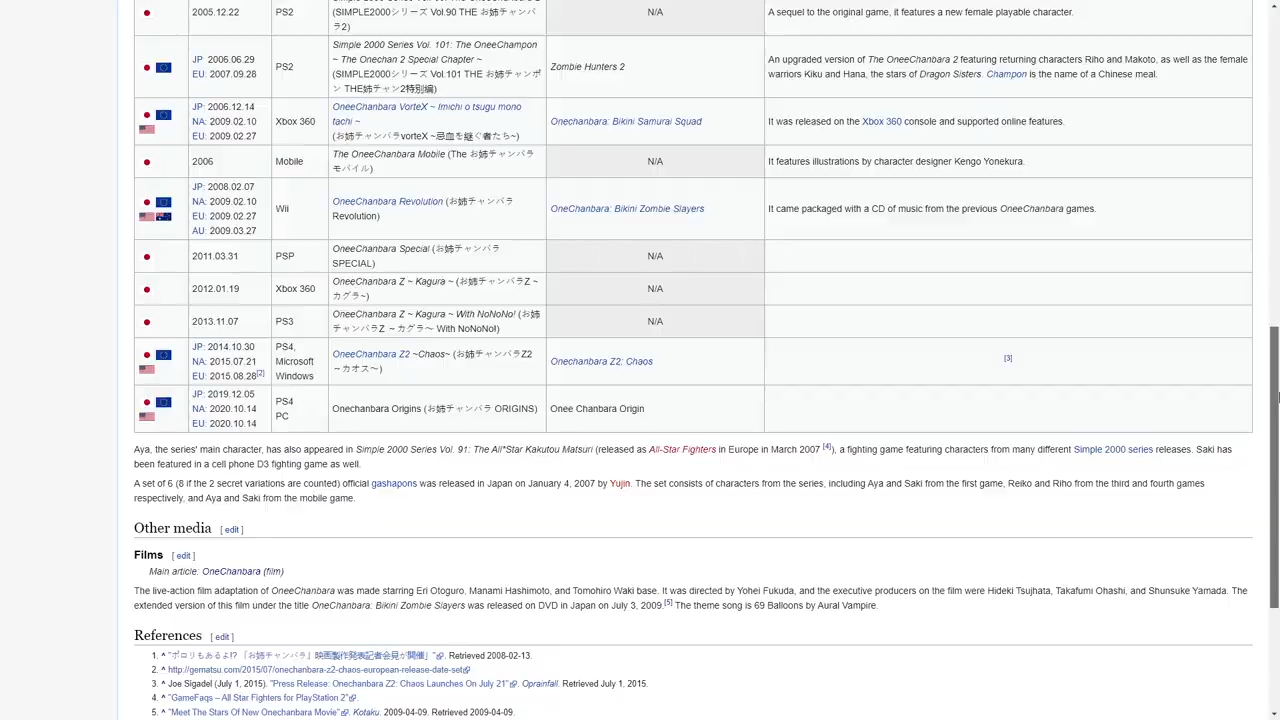 2005.12.22 PS2 (SIMPLE2000シリーズ Vol.90 THE お姉チャンバ N/A A sequel to the original game, it features a new female playable character.
ラ2)
Simple 2000 Series Vol. 101: The OneeChampon
JP: 2006.06.29 ~ The Onechan 2 Special Chapter ~ An upgraded version of The OneeChanbara 2 featuring returning characters Riho and Makoto, as well as the female
EU: 2007.09.28 PS2 (SIMPLE2000シリーズ Vol.101 THE お姉チャンポ Zombie Hunters 2 warriors Kiku and Hana, the stars of Dragon Sisters. Champon is the name of a Chinese meal.
ン THE姉チャン2特別編)
JP: 2006.12.14 OneeChanbara VorteX ~ Imichi o tsugu mono
NA: 2009.02.10 Xbox 360 tachi ~ Onechanbara: Bikini Samurai Squad It was released on the Xbox 360 console and supported online features.
EU: 2009.02.27 (お姉チャンバラvorteX ~忌血を継ぐ者たち~)
2006 Mobile The OneeChanbara Mobile (The お姉チャンバラ N/A It features illustrations by character designer Kengo Yonekura.
モバイル)
JP: 2008.02.07
NA: 2009.02.10 Wii OneeChanbara Revolution (お姉チャンバラ OneChanbara: Bikini Zombie Slayers It came packaged with a CD of music from the previous OneeChanbara games.
EU: 2009.02.27 Revolution)
AU: 2009.03.27
2011.03.31 PSP OneeChanbara Special (お姉チャンバラ N/A
SPECIAL)
2012.01.19 Xbox 360 OneeChanbara Z ~ Kagura ~ (お姉チャンバラZ ~ N/A
カグラ~)
2013.11.07 PS3 OneeChanbara Z ~ Kagura ~ With NoNoNo! (お姉 N/A
チャンバラZ ~カグラ~ With NoNoNo!)
JP: 2014.10.30 PS4,
NA: 2015.07.21 Microsoft OneeChanbara Z2 ~Chaos~ (お姉チャンバラZ2 Onechanbara Z2: Chaos [3]
EU: 2015.08.28[2] Windows ~カオス~)
JP: 2019.12.05 PS4
NA: 2020.10.14 PC Onechanbara Origins (お姉チャンバラ ORIGINS) Onee Chanbara Origin
EU: 2020.10.14
Aya, the series' main character, has also appeared in Simple 2000 Series Vol. 91: The All*Star Kakutou Matsuri (released as All-Star Fighters in Europe in March 2007 [4]), a fighting game featuring characters from many different Simple 2000 series releases. Saki has
been featured in a cell phone D3 fighting game as well.
A set of 6 (8 if the 2 secret variations are counted) official gashapons was released in Japan on January 4, 2007 by Yujin. The set consists of characters from the series, including Aya and Saki from the first game, Reiko and Riho from the third and fourth games
respectively, and Aya and Saki from the mobile game.
Other media [ edit ]
Films [ edit ]
Main article: OneChanbara (film)
The live-action film adaptation of OneeChanbara was made starring Eri Otoguro, Manami Hashimoto, and Tomohiro Waki base. It was directed by Yohei Fukuda, and the executive producers on the film were Hideki Tsujhata, Takafumi Ohashi, and Shunsuke Yamada. The
extended version of this film under the title OneChanbara: Bikini Zombie Slayers was released on DVD in Japan on July 3, 2009.[5] The theme song is 69 Balloons by Aural Vampire.
References [ edit ]
1. ^ "ポロリもあるよ!? 『お姉チャンバラ』映画製作発表記者会見が開催」". Retrieved 2008-02-13.
2. ^ http://gematsu.com/2015/07/onechanbara-z2-chaos-european-release-date-set
3. ^ Joe Sigadel (July 1, 2015). "Press Release: Onechanbara Z2: Chaos Launches On July 21". Oprainfall. Retrieved July 1, 2015.
4. ^ "GameFaqs – All Star Fighters for PlayStation 2".
5. ^ "Meet The Stars Of New Onechanbara Movie". Kotaku. 2009-04-09. Retrieved 2009-04-09.